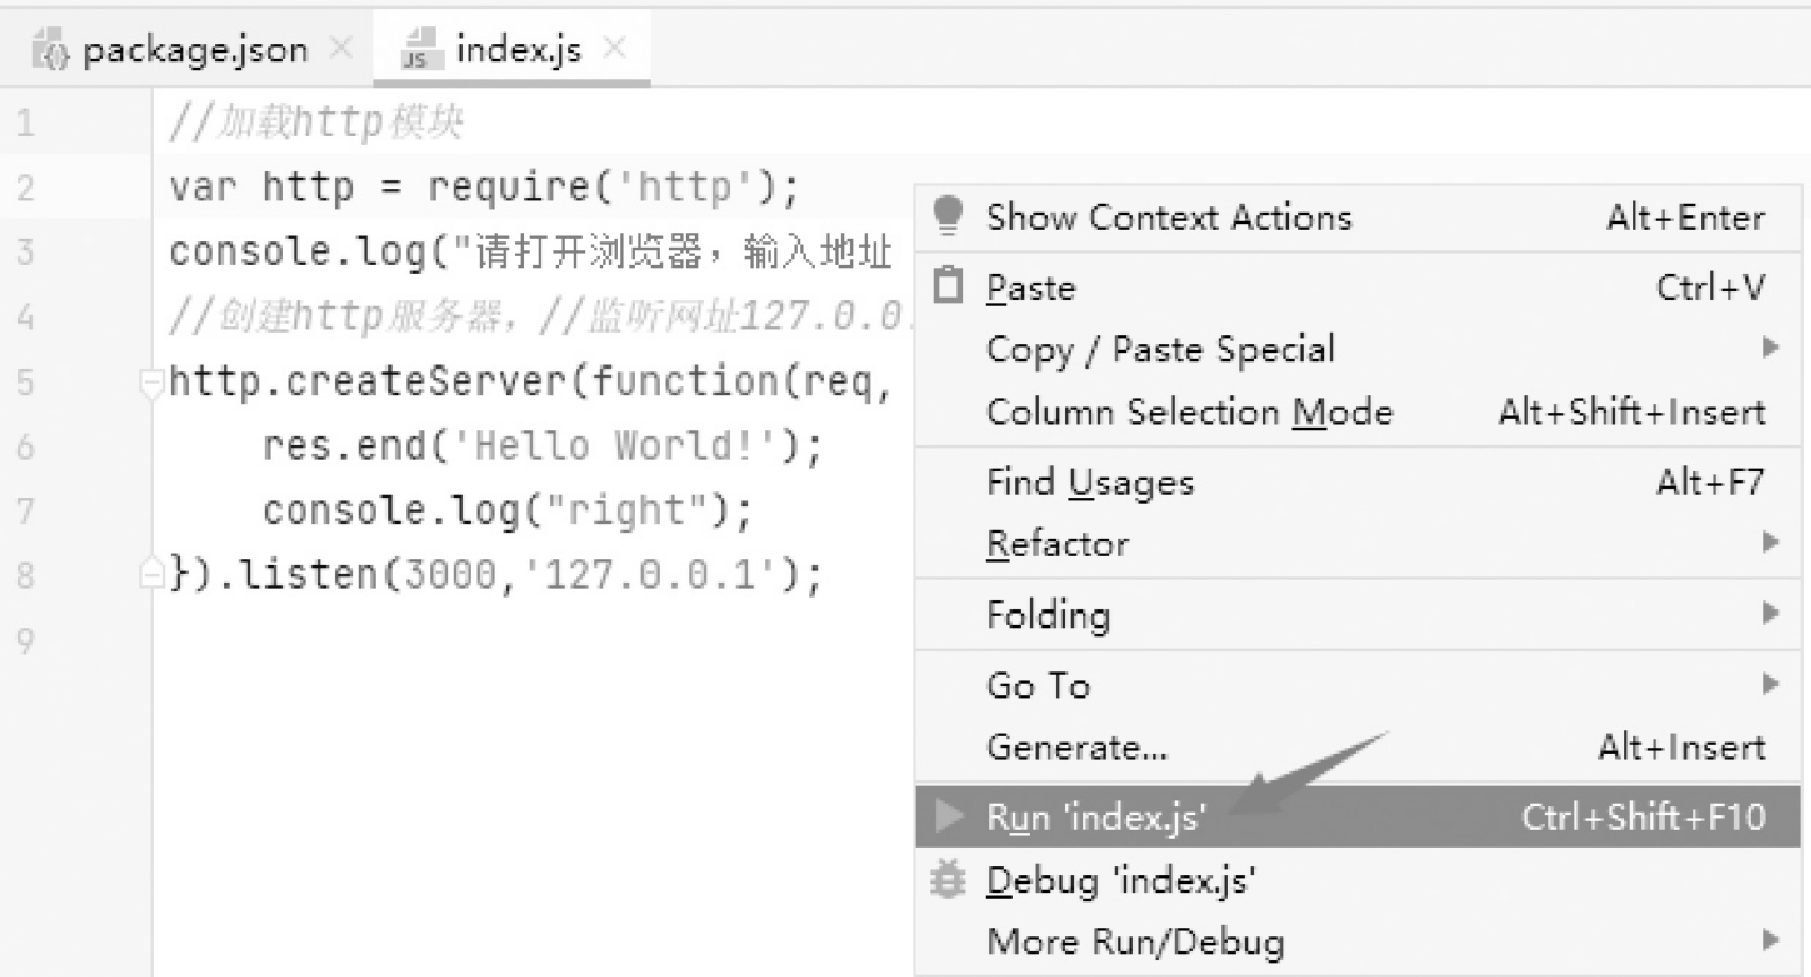 package.json
index.js
1 //加载http模块
2 var http = require('http');
3 console.log("请打开浏览器，输入地址
4 //创建http服务器，//监听网址127.0.0.
5 http.createServer(function(req,
6 res.end('Hello World!');
7 console.log("right");
8 }).listen(3000,'127.0.0.1');
9
Show Context Actions Alt+Enter
Paste Ctrl+V
Copy / Paste Special
Column Selection Mode Alt+Shift+Insert
Find Usages Alt+F7
Refactor
Folding
Go To
Generate... Alt+Insert
Run 'index.js' Ctrl+Shift+F10
Debug 'index.js'
More Run/Debug